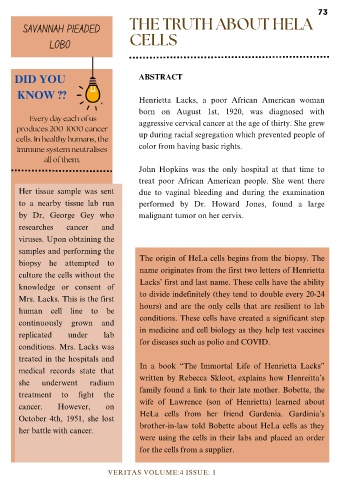 73
SAVANNAH PIEADED
LOBO
THE TRUTH ABOUT HELA
CELLS
DID YOU
KNOW ??
Every day each of us
produces 200-1000 cancer
cells. In healthy humans, the
immune system neutralises
all of them.
Her tissue sample was sent
to a nearby tissue lab run
by Dr, George Gey who
researches cancer and
viruses. Upon obtaining the
samples and performing the
biopsy he attempted to
culture the cells without the
knowledge or consent of
Mrs. Lacks. This is the first
human cell line to be
continuously grown and
replicated under lab
conditions. Mrs. Lacks was
treated in the hospitals and
medical records state that
she underwent radium
treatment to fight the
cancer. However, on
October 4th, 1951, she lost
her battle with cancer.
ABSTRACT
Henrietta Lacks, a poor African American woman
born on August 1st, 1920, was diagnosed with
aggressive cervical cancer at the age of thirty. She grew
up during racial segregation which prevented people of
color from having basic rights.
John Hopkins was the only hospital at that time to
treat poor African American people. She went there
due to vaginal bleeding and during the examination
performed by Dr. Howard Jones, found a large
malignant tumor on her cervix.
The origin of HeLa cells begins from the biopsy. The
name originates from the first two letters of Henrietta
Lacks' first and last name. These cells have the ability
to divide indefinitely (they tend to double every 20-24
hours) and are the only cells that are resilient to lab
conditions. These cells have created a significant step
in medicine and cell biology as they help test vaccines
for diseases such as polio and COVID.
In a book “The Immortal Life of Henrietta Lacks”
written by Rebecca Skloot, explains how Henreitta's
family found a link to their late mother. Bobette, the
wife of Lawrence (son of Henrietta) learned about
HeLa cells from her friend Gardenia. Gardinia's
brother-in-law told Bobette about HeLa cells as they
were using the cells in their labs and placed an order
for the cells from a supplier.
VERITAS VOLUME:4 ISSUE: 1